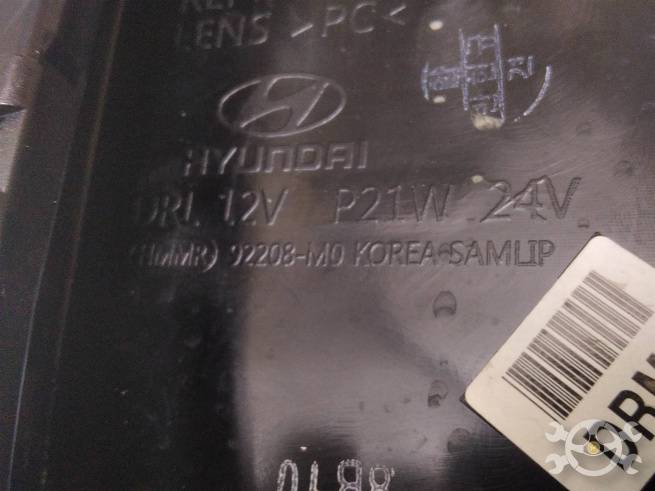 LENS >PC<
HYUNDAI
DRL 12V P21W 24V
(HMMR) 92208-M0 KOREA SAMLIP